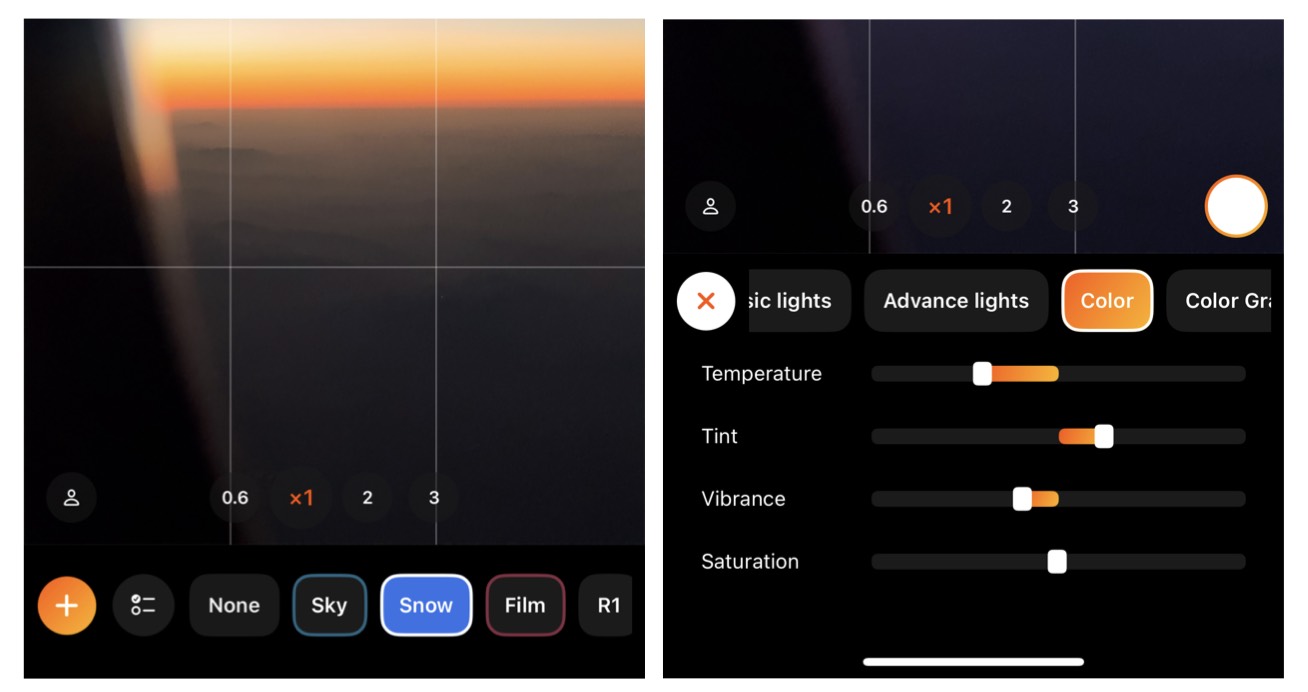 0.6 ×1 2 3
None Sky Snow Film R1
0.6 ×1 2 3
sic lights Advance lights Color Color Gra
Temperature
Tint
Vibrance
Saturation